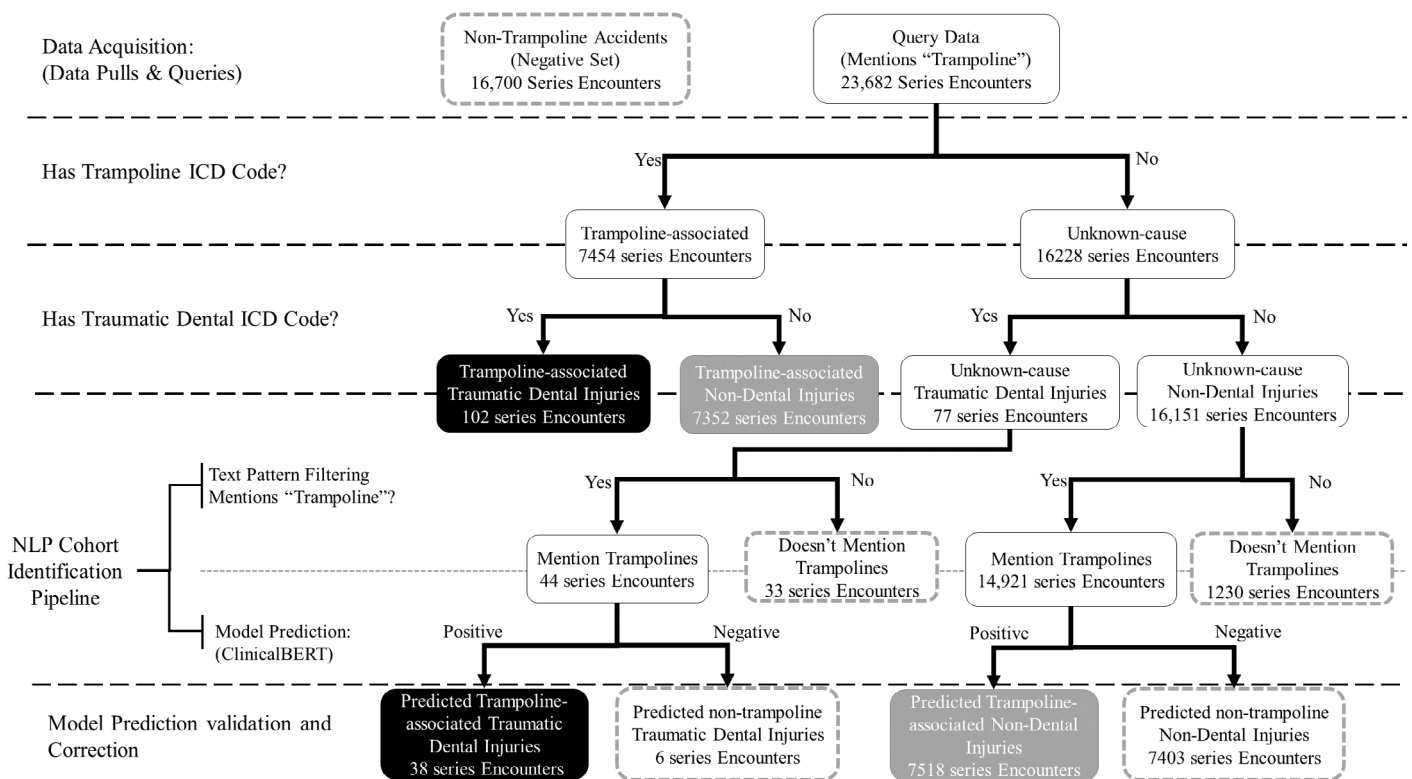 Data Acquisition:
(Data Pulls & Queries)
Non-Trampoline Accidents
(Negative Set)
16,700 Series Encounters
Query Data
(Mentions “Trampoline”)
23,682 Series Encounters
Has Trampoline ICD Code?
Yes
No
Trampoline-associated
7454 series Encounters
Unknown-cause
16228 series Encounters
Has Traumatic Dental ICD Code?
Yes
No
Yes
No
Trampoline-associated
Traumatic Dental Injuries
102 series Encounters
Trampoline-associated
Non-Dental Injuries
7352 series Encounters
Unknown-cause
Traumatic Dental Injuries
77 series Encounters
Unknown-cause
Non-Dental Injuries
16,151 series Encounters
NLP Cohort
Identification
Pipeline
Text Pattern Filtering
Mentions “Trampoline”?
Yes
No
Yes
No
Mention Trampolines
44 series Encounters
Doesn’t Mention
Trampolines
33 series Encounters
Mention Trampolines
14,921 series Encounters
Doesn’t Mention
Trampolines
1230 series Encounters
Model Prediction:
(ClinicalBERT)
Positive
Negative
Positive
Negative
Model Prediction validation and
Correction
Predicted Trampoline-
associated Traumatic
Dental Injuries
38 series Encounters
Predicted non-trampoline
Traumatic Dental Injuries
6 series Encounters
Predicted Trampoline-
associated Non-Dental
Injuries
7518 series Encounters
Predicted non-trampoline
Non-Dental Injuries
7403 series Encounters